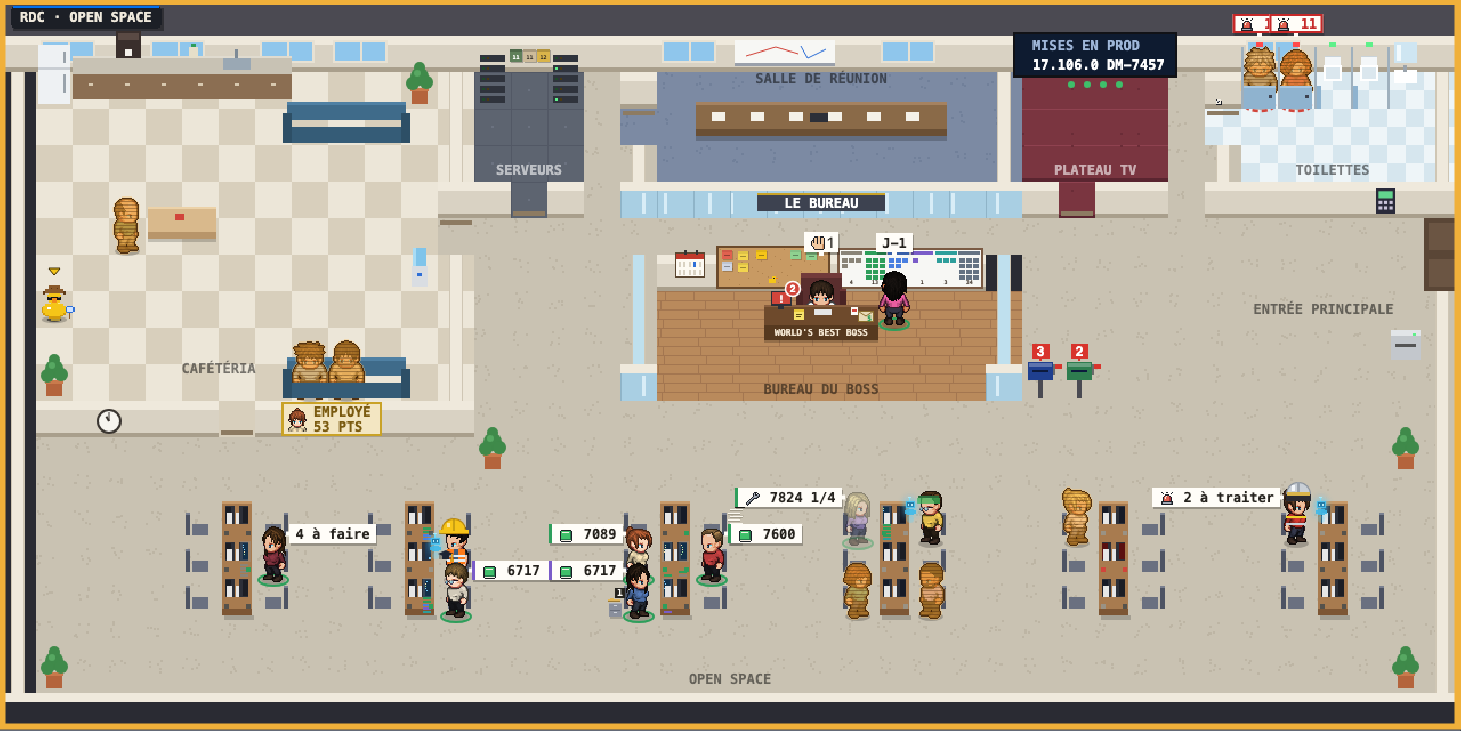 RDC · OPEN SPACE
11
MISES EN PROD
17.106.0 DM-7457
SALLE DE RÉUNION
SERVEURS
PLATEAU TV
TOILETTES
LE BUREAU
1
J-1
2
WORLD'S BEST BOSS
ENTRÉE PRINCIPALE
3
2
CAFÉTÉRIA
BUREAU DU BOSS
EMPLOYÉ
53 PTS
7824 1/4
2 à traiter
4 à faire
7089
7600
6717
6717
1
OPEN SPACE